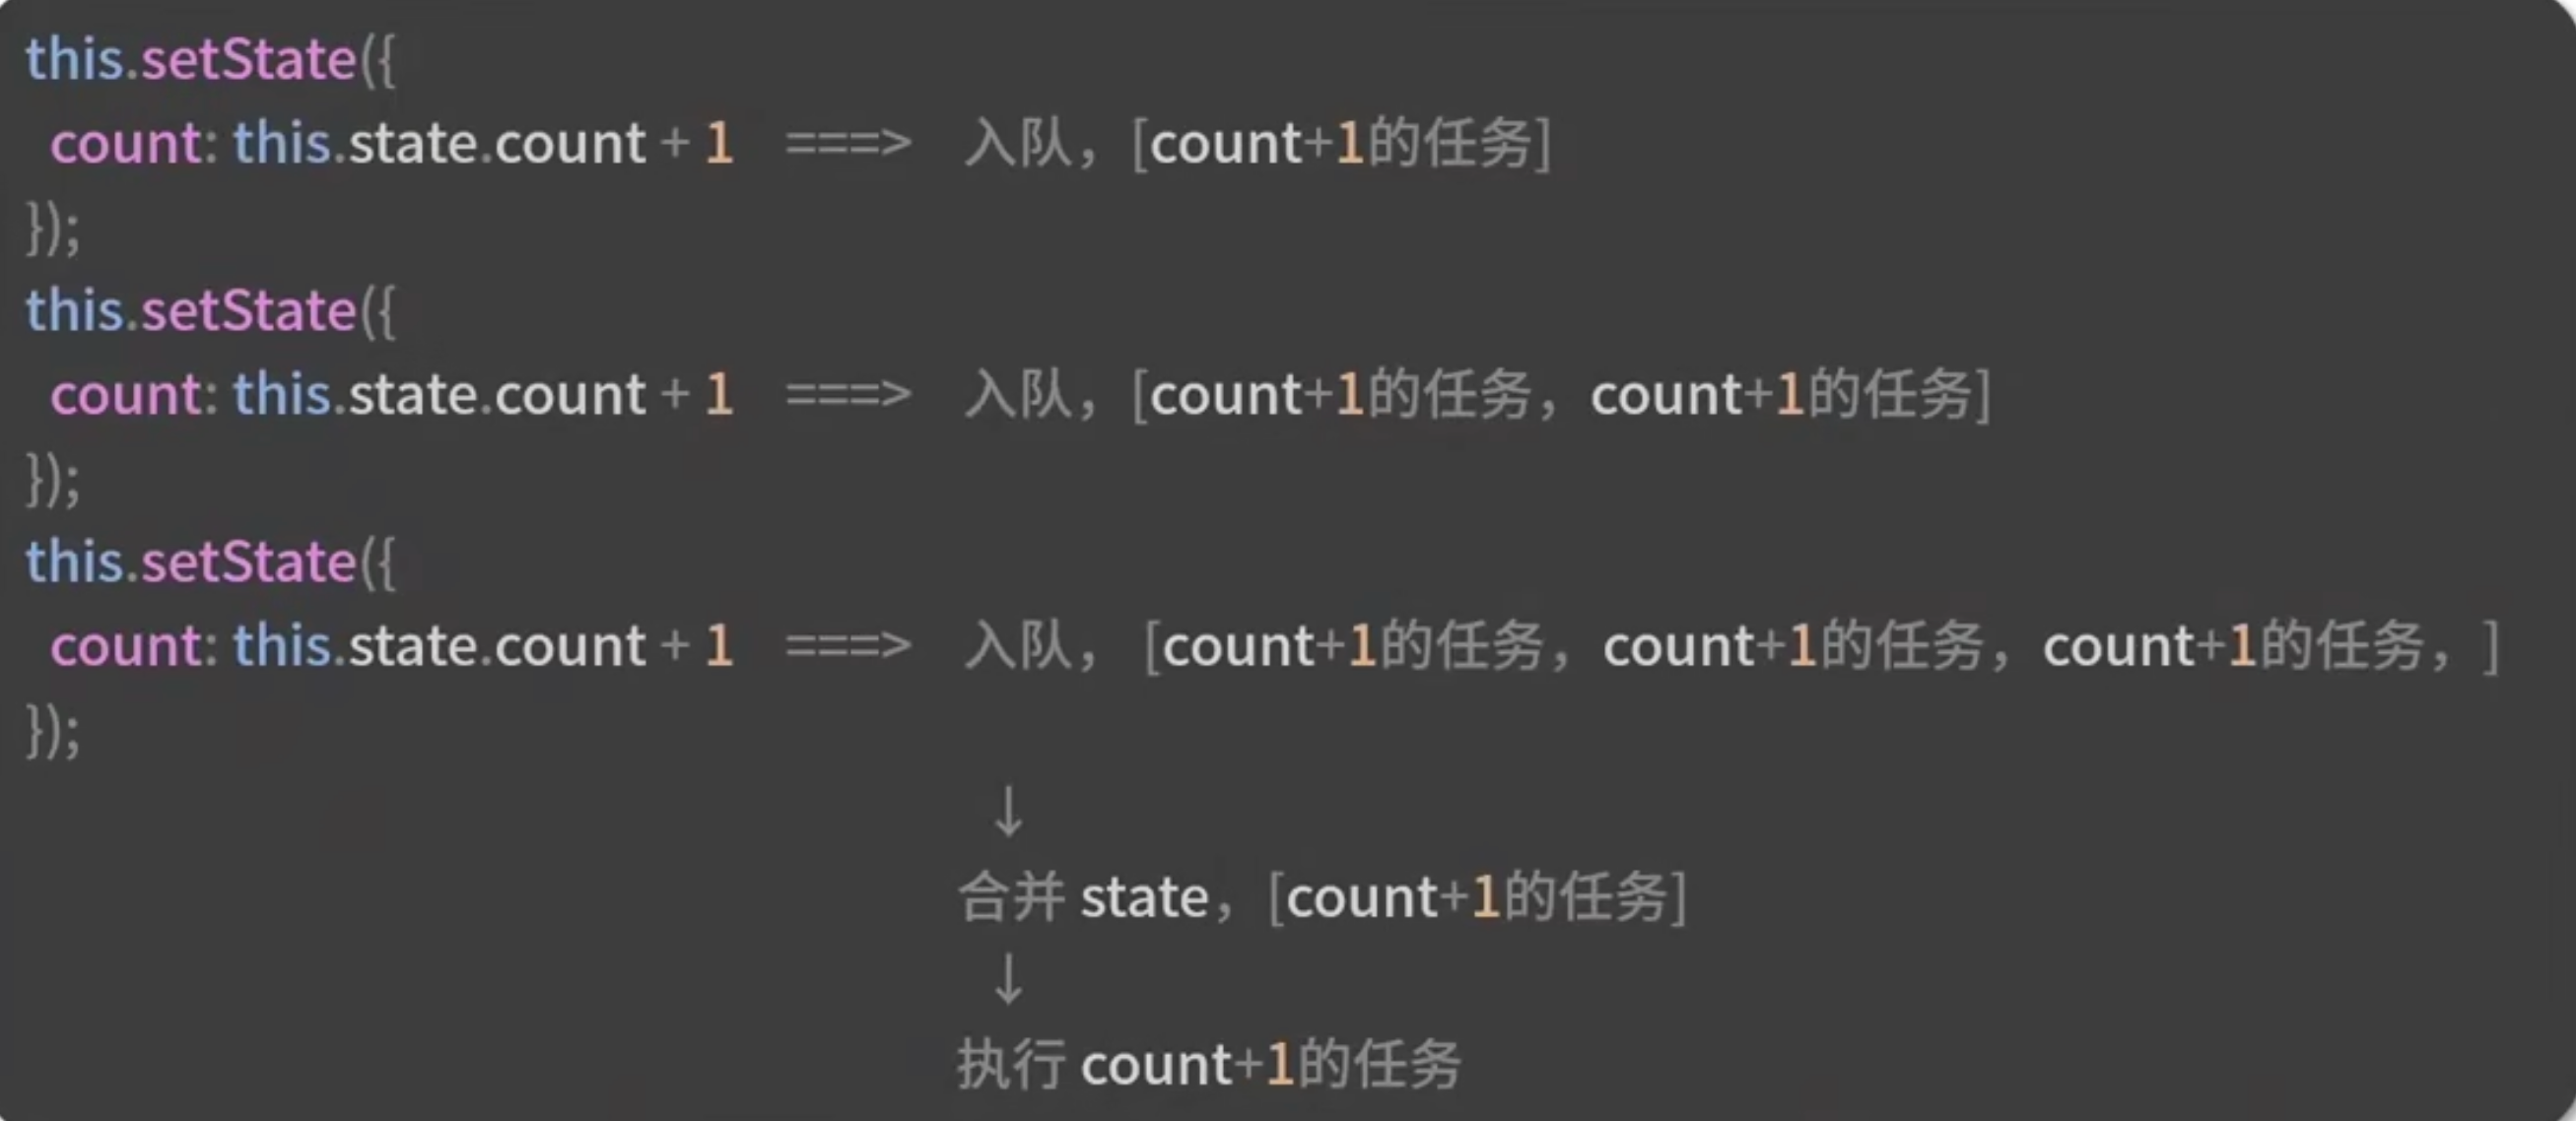 this.setState({
  count: this.state.count + 1   ===>   入队，[count+1的任务]
});
this.setState({
  count: this.state.count + 1   ===>   入队，[count+1的任务，count+1的任务]
});
this.setState({
  count: this.state.count + 1   ===>   入队， [count+1的任务，count+1的任务，count+1的任务，]
});
↓
合并 state，[count+1的任务]
↓
执行 count+1的任务